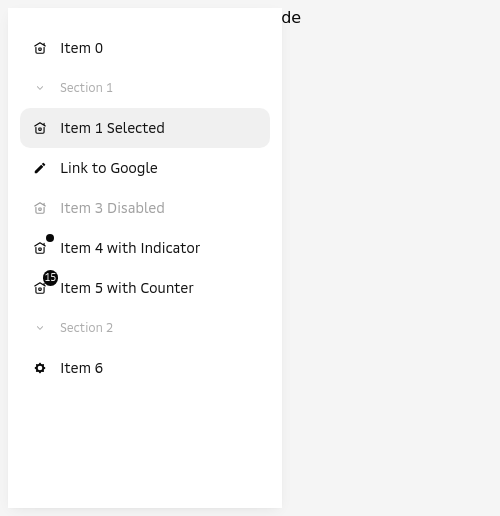 de
Item 0
Section 1
Item 1 Selected
Link to Google
Item 3 Disabled
Item 4 with Indicator
15
Item 5 with Counter
Section 2
Item 6